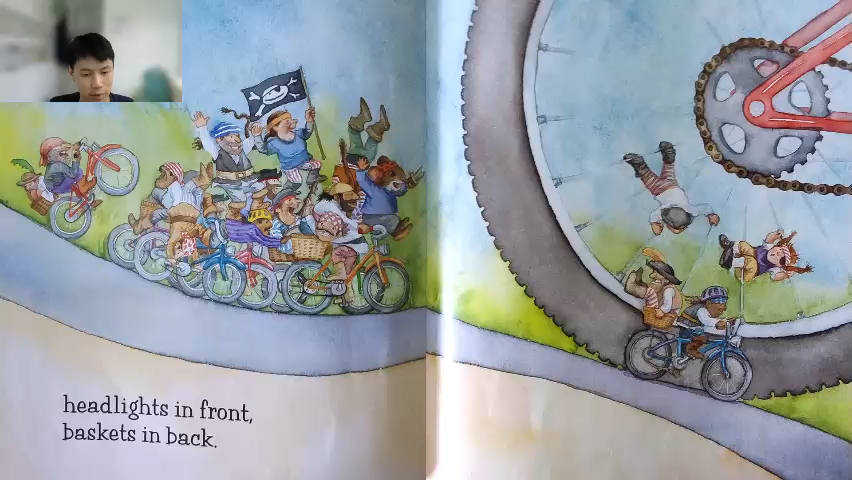 headlights in front,
baskets in back.